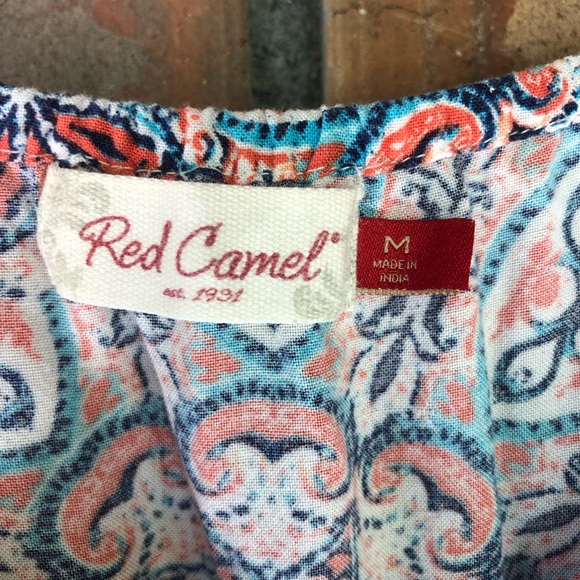 Red Camel®
est. 1931
M
MADE IN
INDIA